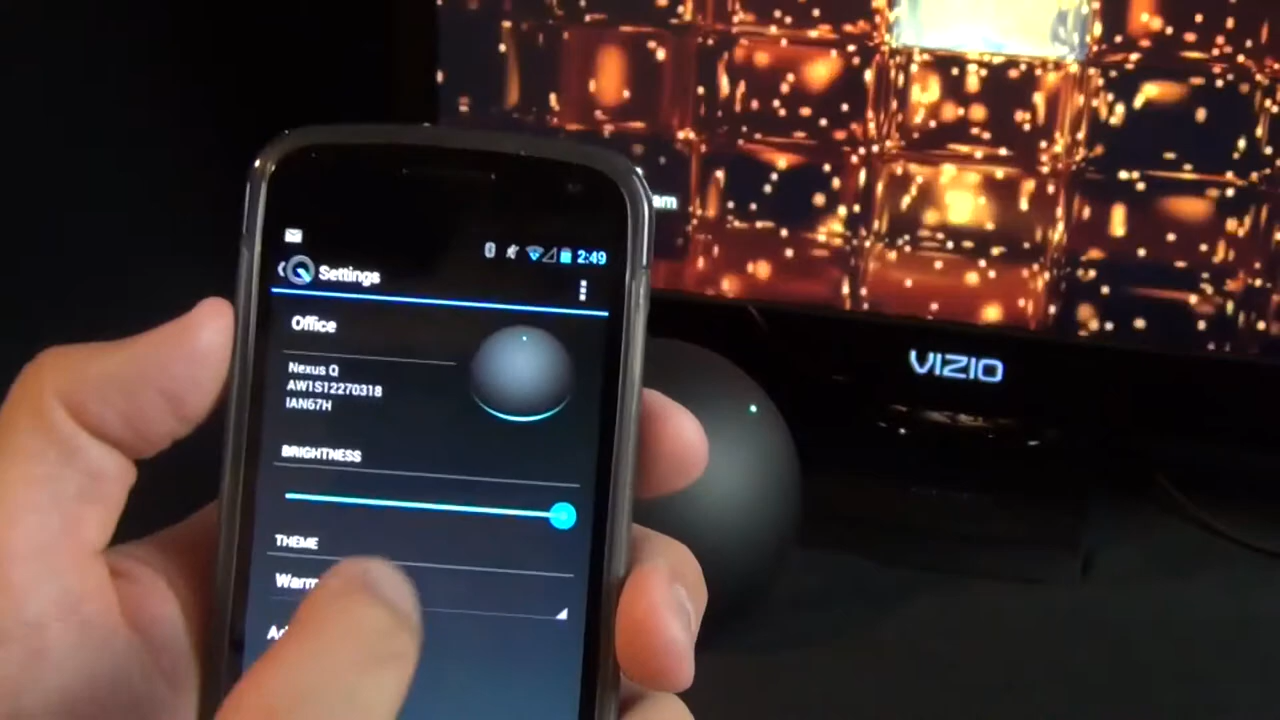 2:49
Settings
Office
Nexus Q
AW1S12270318
IAN67H
BRIGHTNESS
THEME
VIZIO